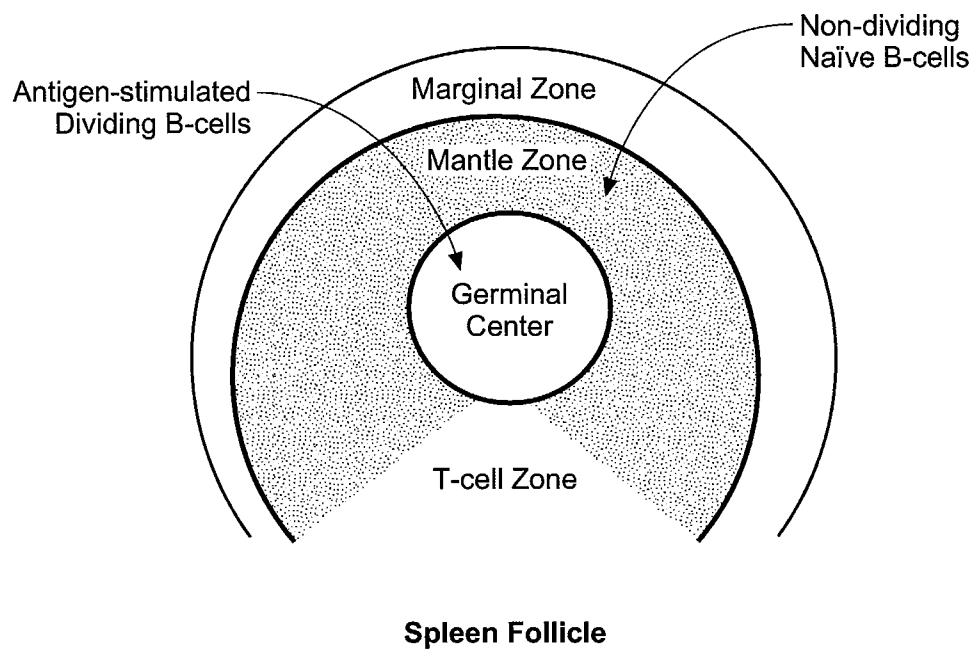 Non-dividing
Naïve B-cells
Antigen-stimulated
Dividing B-cells
Marginal Zone
Mantle Zone
Germinal
Center
T-cell Zone
Spleen Follicle